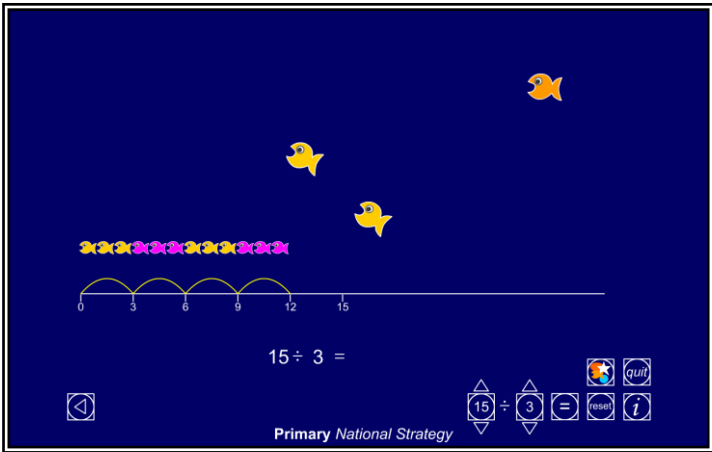 0 3 6 9 12 15
15 ÷ 3 =
quit
15 ÷ 3 = reset i
Primary National Strategy